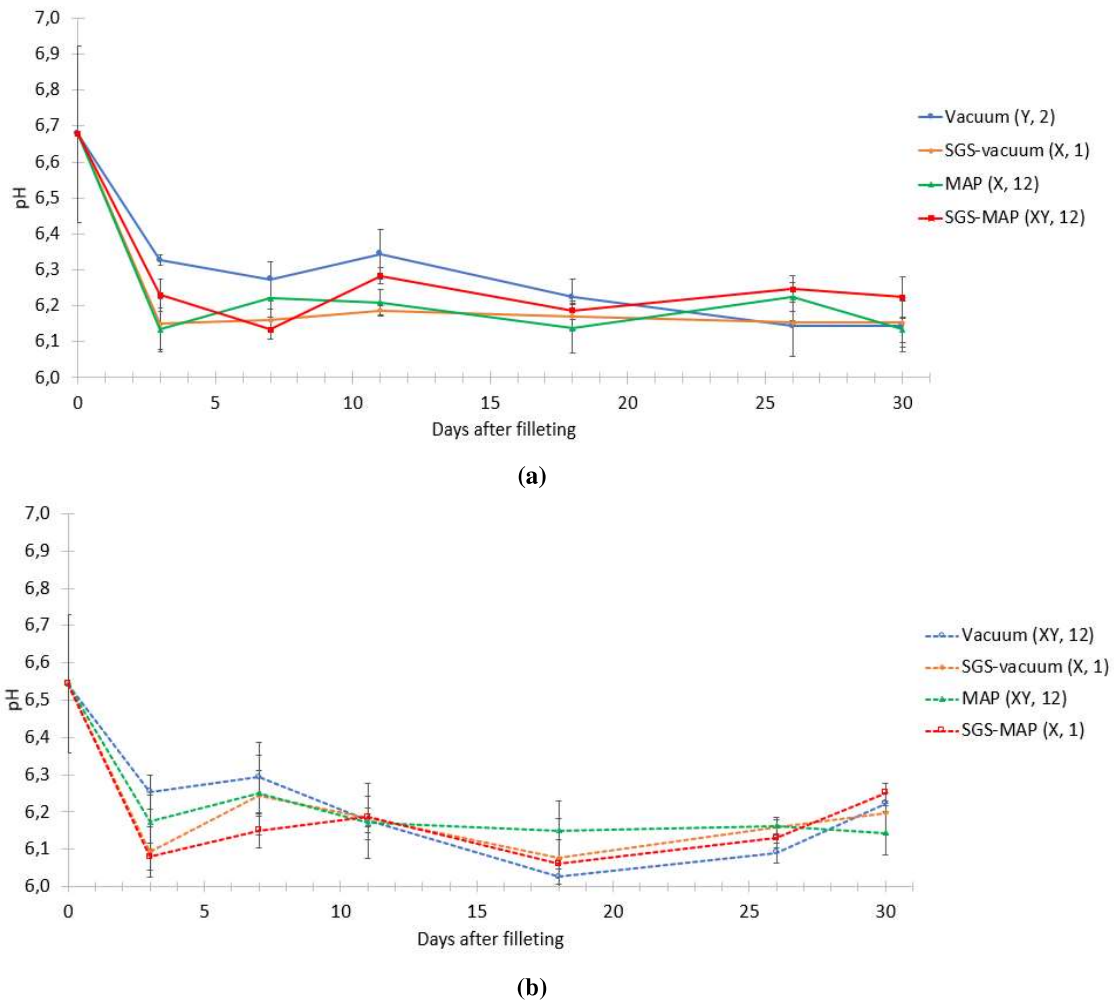 7,0
6,9
6,8
6,7
6,6
6,5
6,4
6,3
6,2
6,1
6,0
pH
0 5 10 15 20 25 30
Days after filleting
Vacuum (Y, 2)
SGS-vacuum (X, 1)
MAP (X, 12)
SGS-MAP (XY, 12)
(a)
7,0
6,9
6,8
6,7
6,6
6,5
6,4
6,3
6,2
6,1
6,0
pH
0 5 10 15 20 25 30
Days after filleting
Vacuum (XY, 12)
SGS-vacuum (X, 1)
MAP (XY, 12)
SGS-MAP (X, 1)
(b)